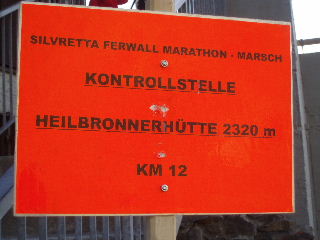 SILVRETTA FERWALL MARATHON - MARSCH
KONTROLLSTELLE
HEILBRONNERHÜTTE 2320 m
KM 12